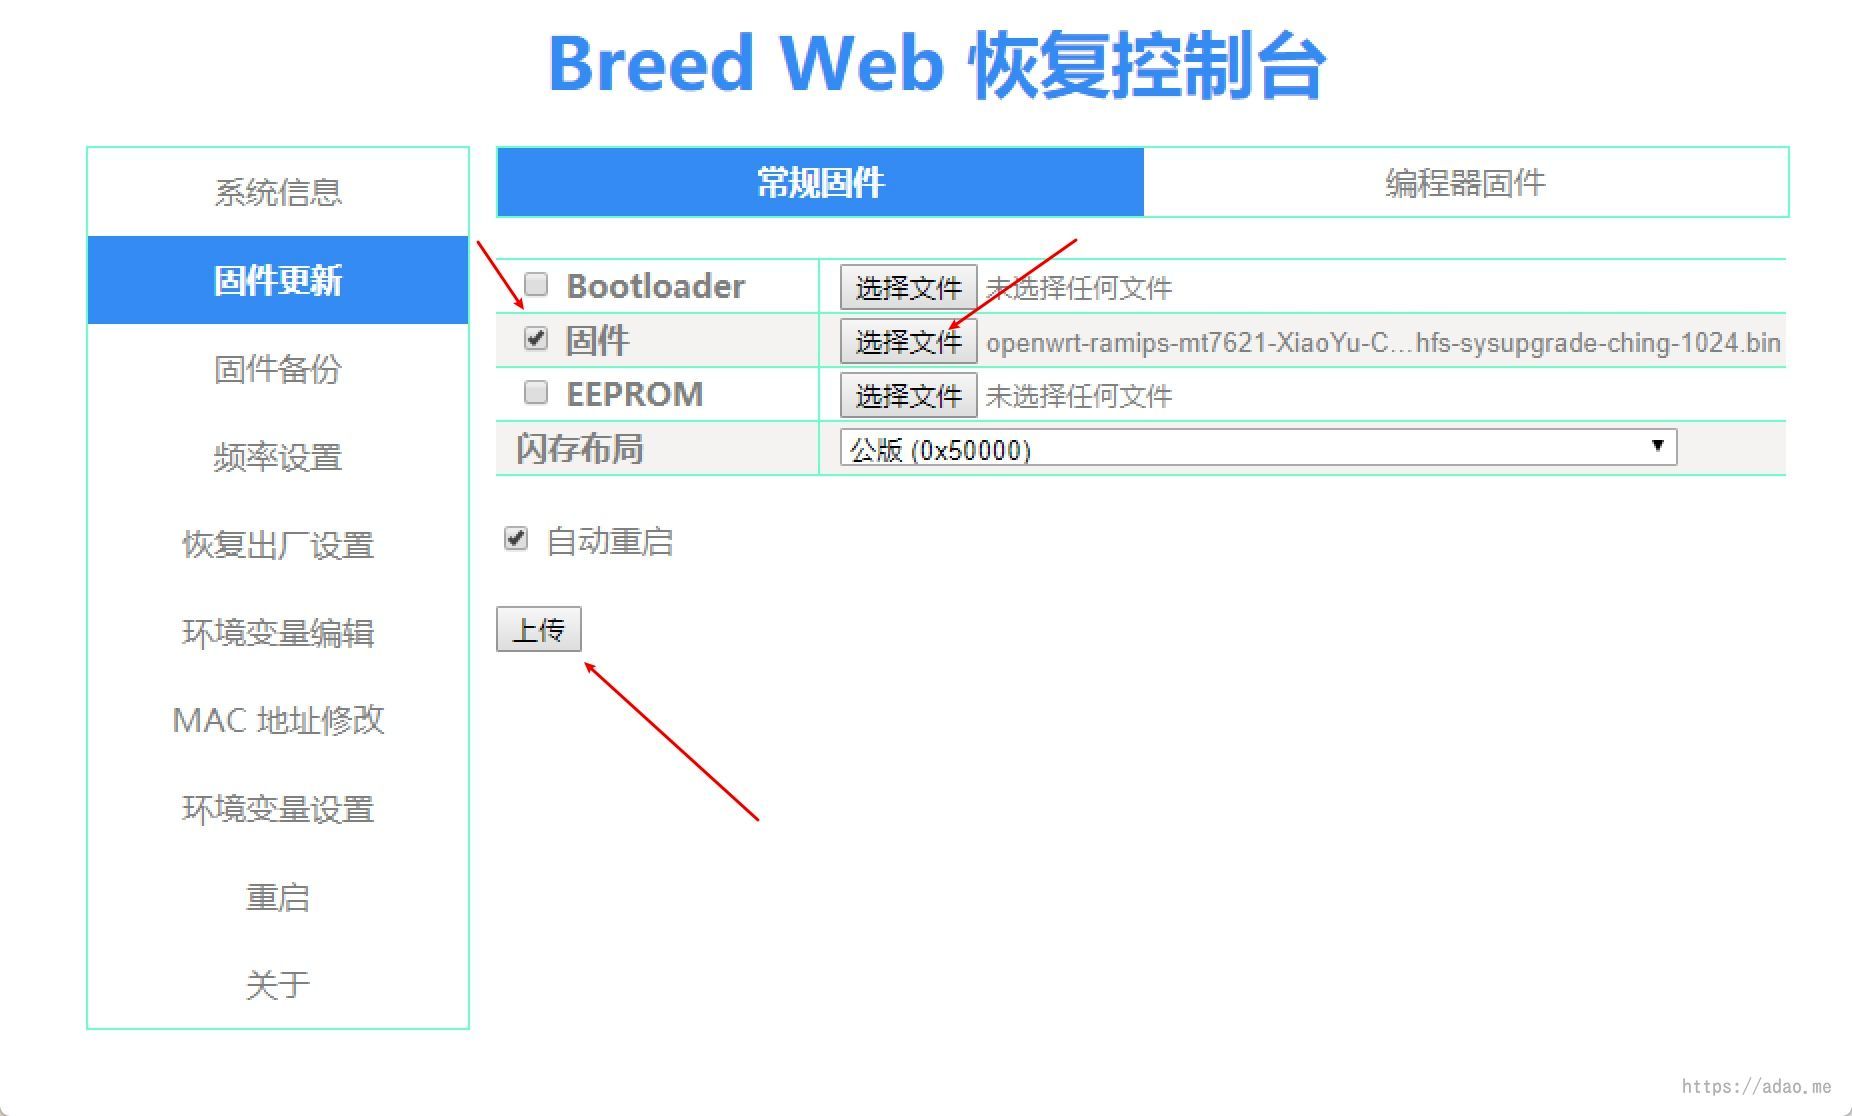 Breed Web 恢复控制台
系统信息
固件更新
固件备份
频率设置
恢复出厂设置
环境变量编辑
MAC 地址修改
环境变量设置
重启
关于
常规固件 编程器固件
Bootloader 选择文件 未选择任何文件
固件 选择文件 openwrt-ramips-mt7621-XiaoYu-C...hfs-sysupgrade-ching-1024.bin
EEPROM 选择文件 未选择任何文件
闪存布局 公版 (0x50000)
自动重启
上传
https://adao.me